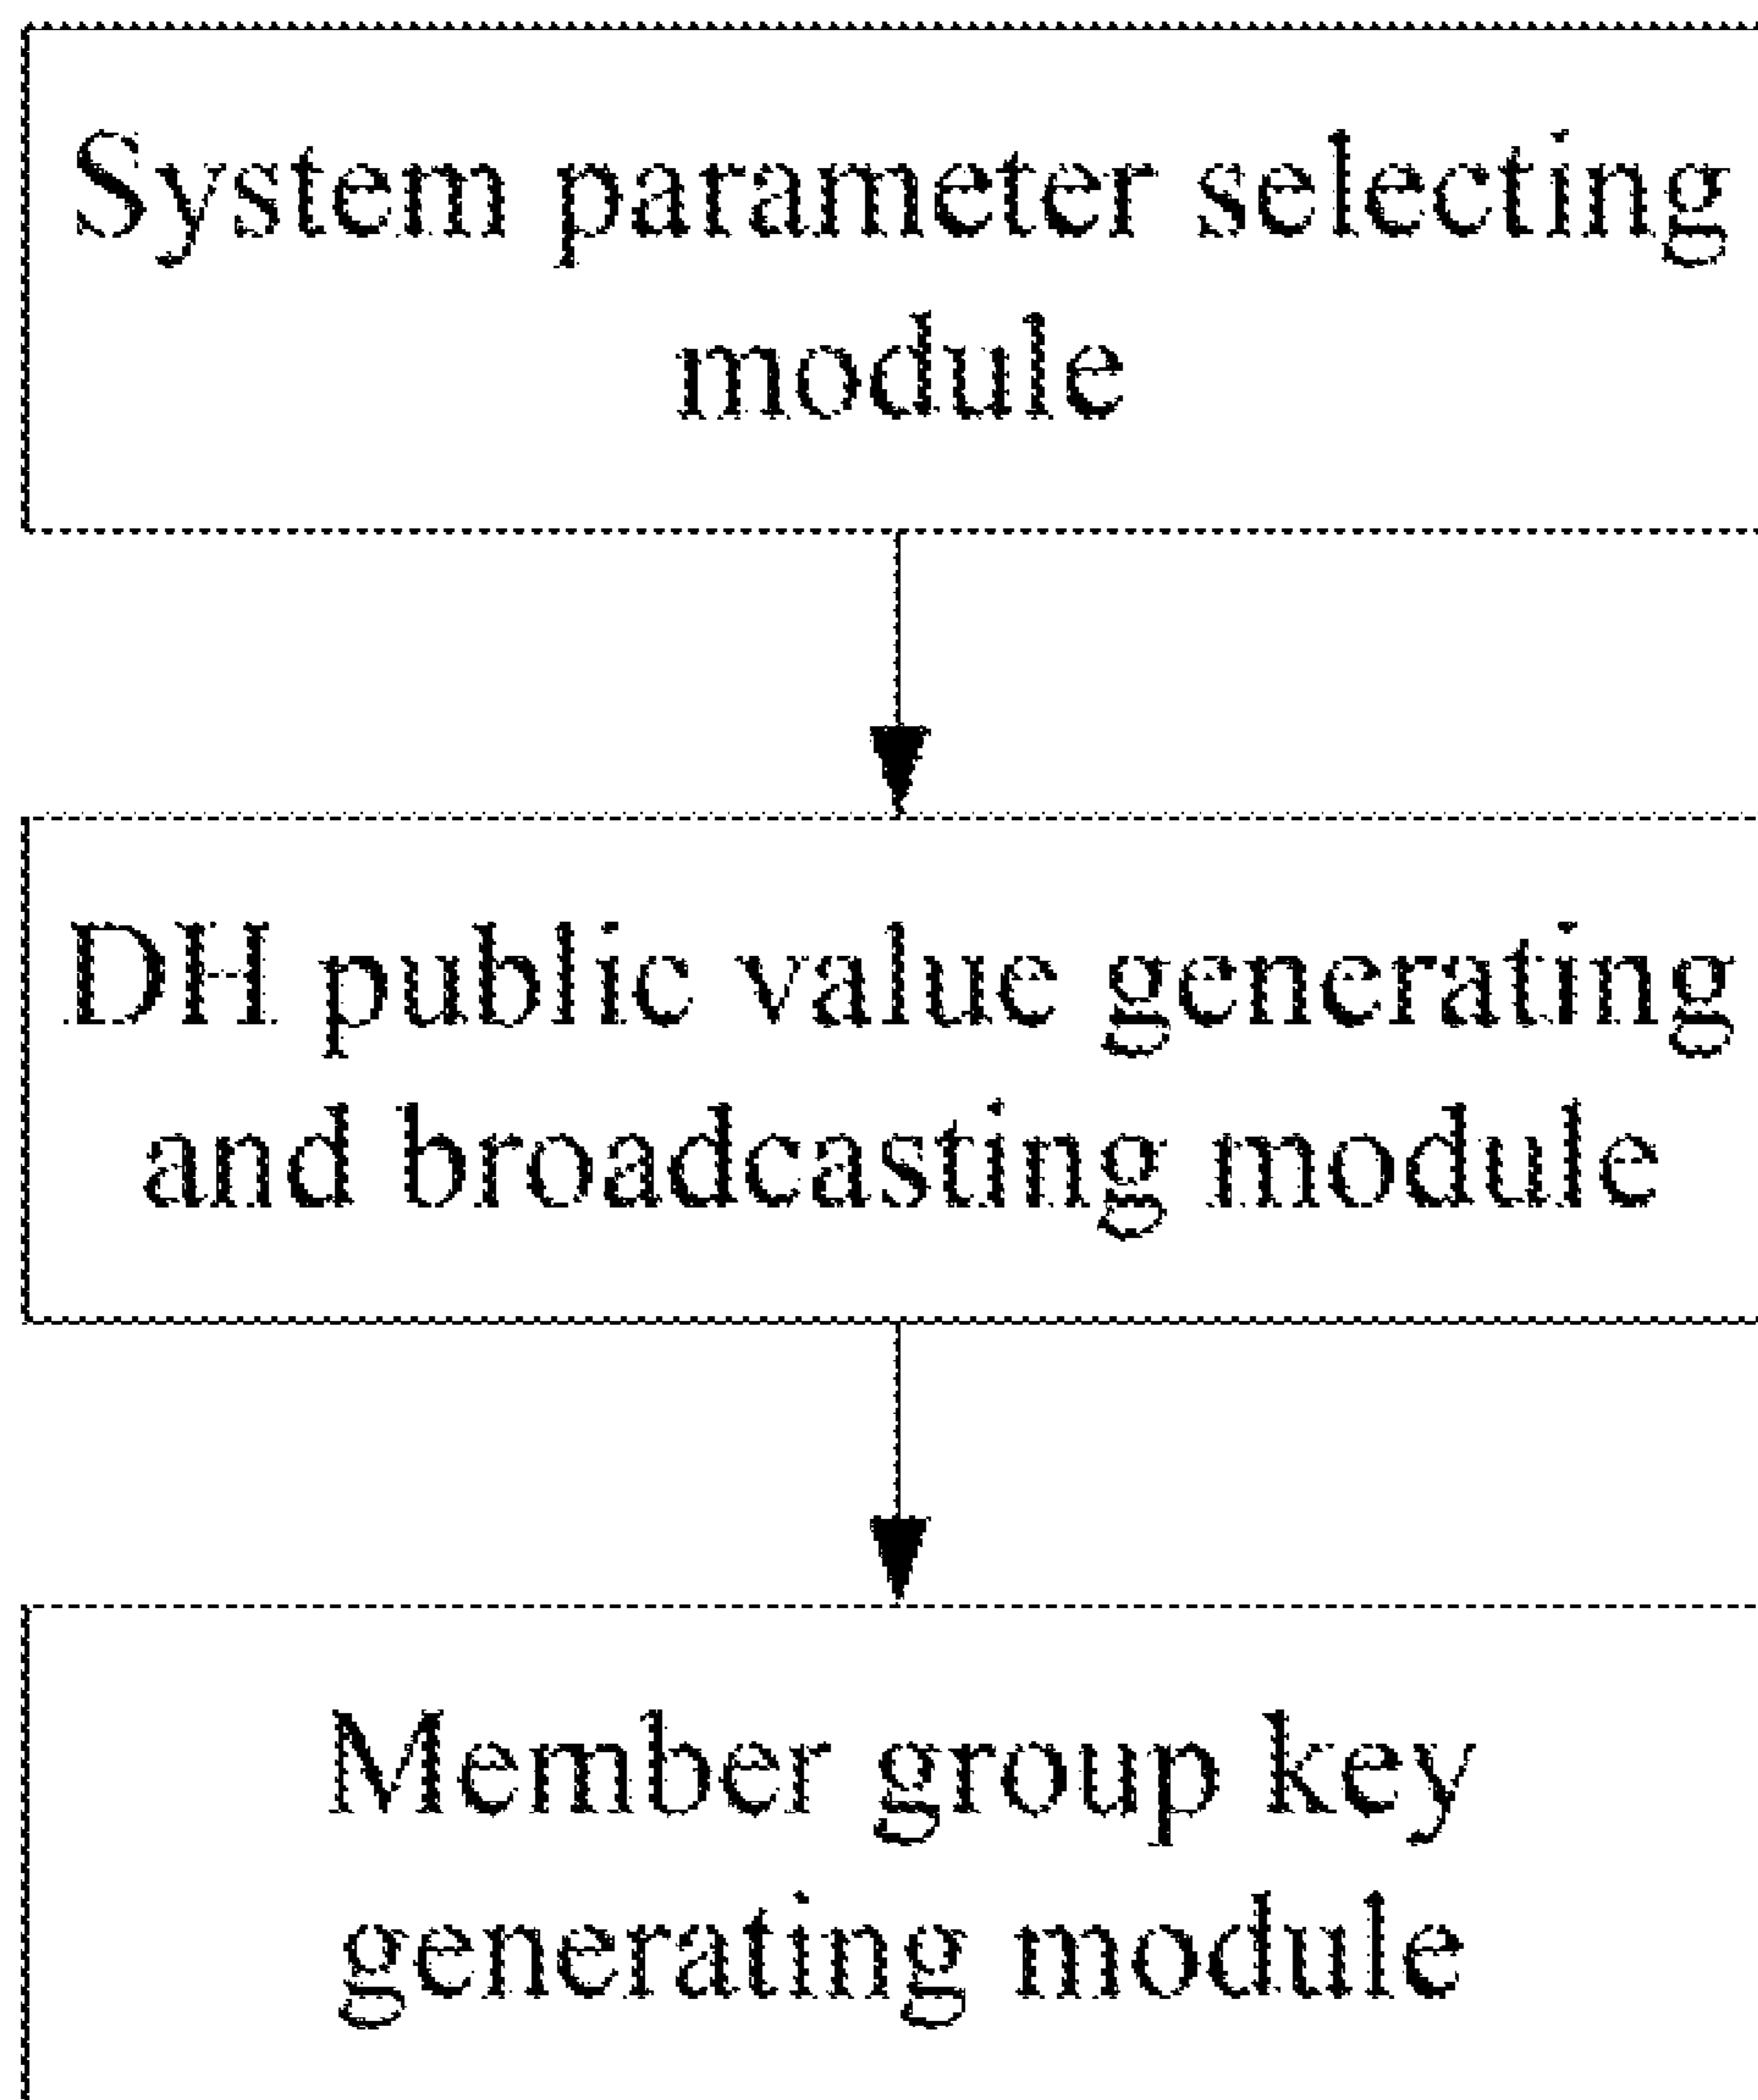 System parameter selecting
module
DH public value generating
and broadcasting module
Member group key
generating module